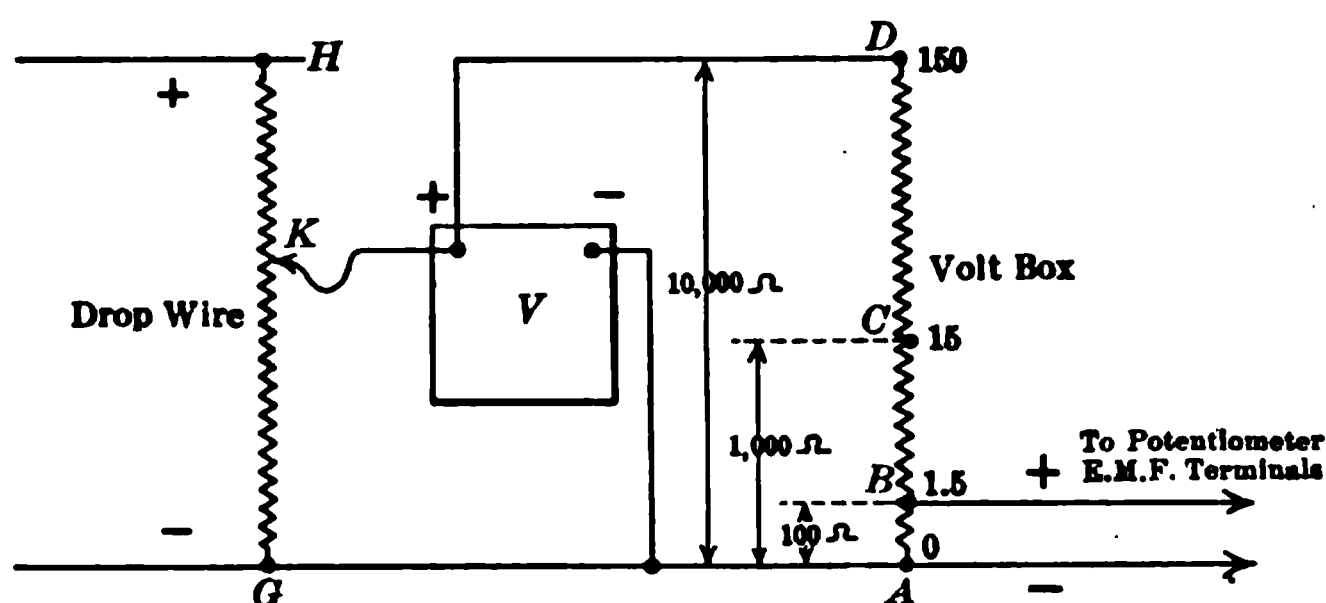 D
150
H
+
+
−
K
10,000 Ω
Volt Box
V
Drop Wire
C
15
1,000 Ω
To Potentiometer
+ E.M.F. Terminals
B
1.5
−
100 Ω
0
G
A
−